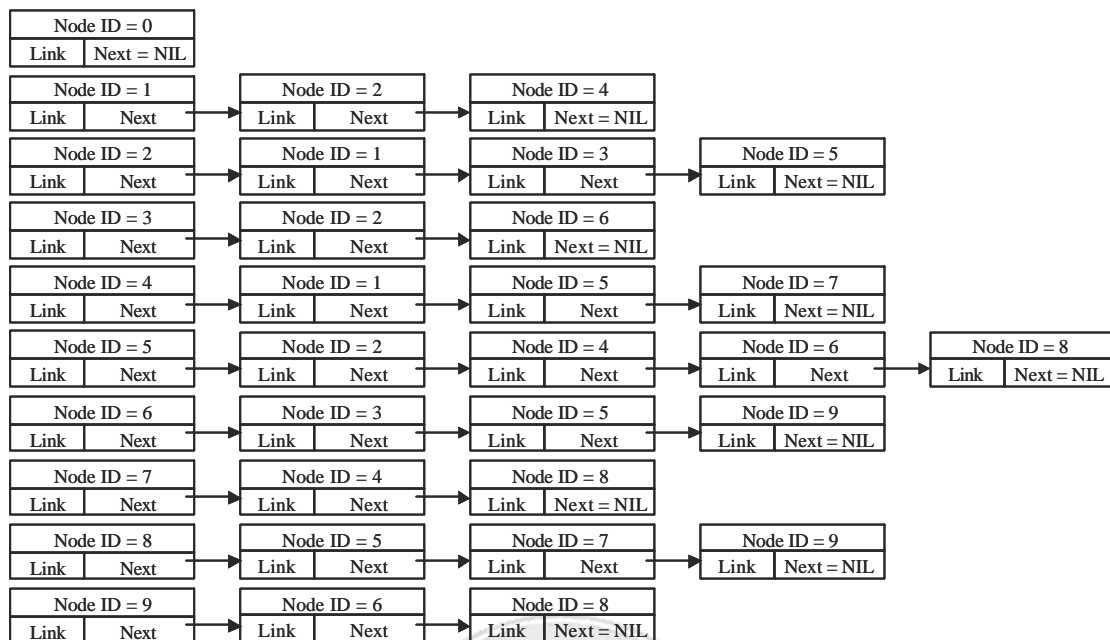 Node ID = 0
Link Next = NIL
Node ID = 1 Node ID = 2 Node ID = 4
Link Next Link Next Link Next = NIL
Node ID = 2 Node ID = 1 Node ID = 3 Node ID = 5
Link Next Link Next Link Next Link Next = NIL
Node ID = 3 Node ID = 2 Node ID = 6
Link Next Link Next Link Next = NIL
Node ID = 4 Node ID = 1 Node ID = 5 Node ID = 7
Link Next Link Next Link Next Link Next = NIL
Node ID = 5 Node ID = 2 Node ID = 4 Node ID = 6 Node ID = 8
Link Next Link Next Link Next Link Next Link Next = NIL
Node ID = 6 Node ID = 3 Node ID = 5 Node ID = 9
Link Next Link Next Link Next Link Next = NIL
Node ID = 7 Node ID = 4 Node ID = 8
Link Next Link Next Link Next = NIL
Node ID = 8 Node ID = 5 Node ID = 7 Node ID = 9
Link Next Link Next Link Next Link Next = NIL
Node ID = 9 Node ID = 6 Node ID = 8
Link Next Link Next Link Next = NIL